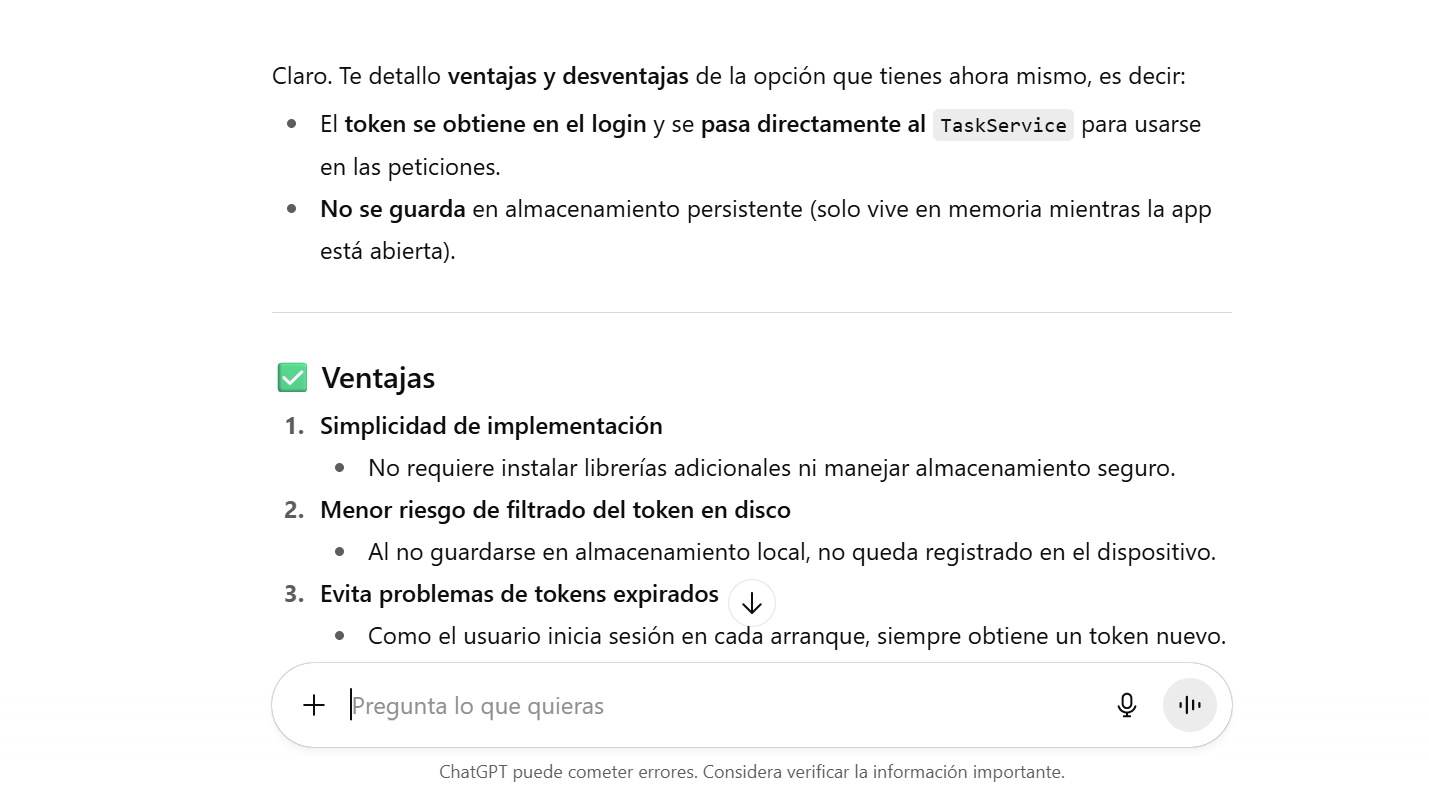 Claro. Te detallo ventajas y desventajas de la opción que tienes ahora mismo, es decir:
El token se obtiene en el login y se pasa directamente al TaskService para usarse
en las peticiones.
No se guarda en almacenamiento persistente (solo vive en memoria mientras la app
está abierta).
✅ Ventajas
1. Simplicidad de implementación
No requiere instalar librerías adicionales ni manejar almacenamiento seguro.
2. Menor riesgo de filtrado del token en disco
Al no guardarse en almacenamiento local, no queda registrado en el dispositivo.
3. Evita problemas de tokens expirados
Como el usuario inicia sesión en cada arranque, siempre obtiene un token nuevo.
Pregunta lo que quieras
ChatGPT puede cometer errores. Considera verificar la información importante.